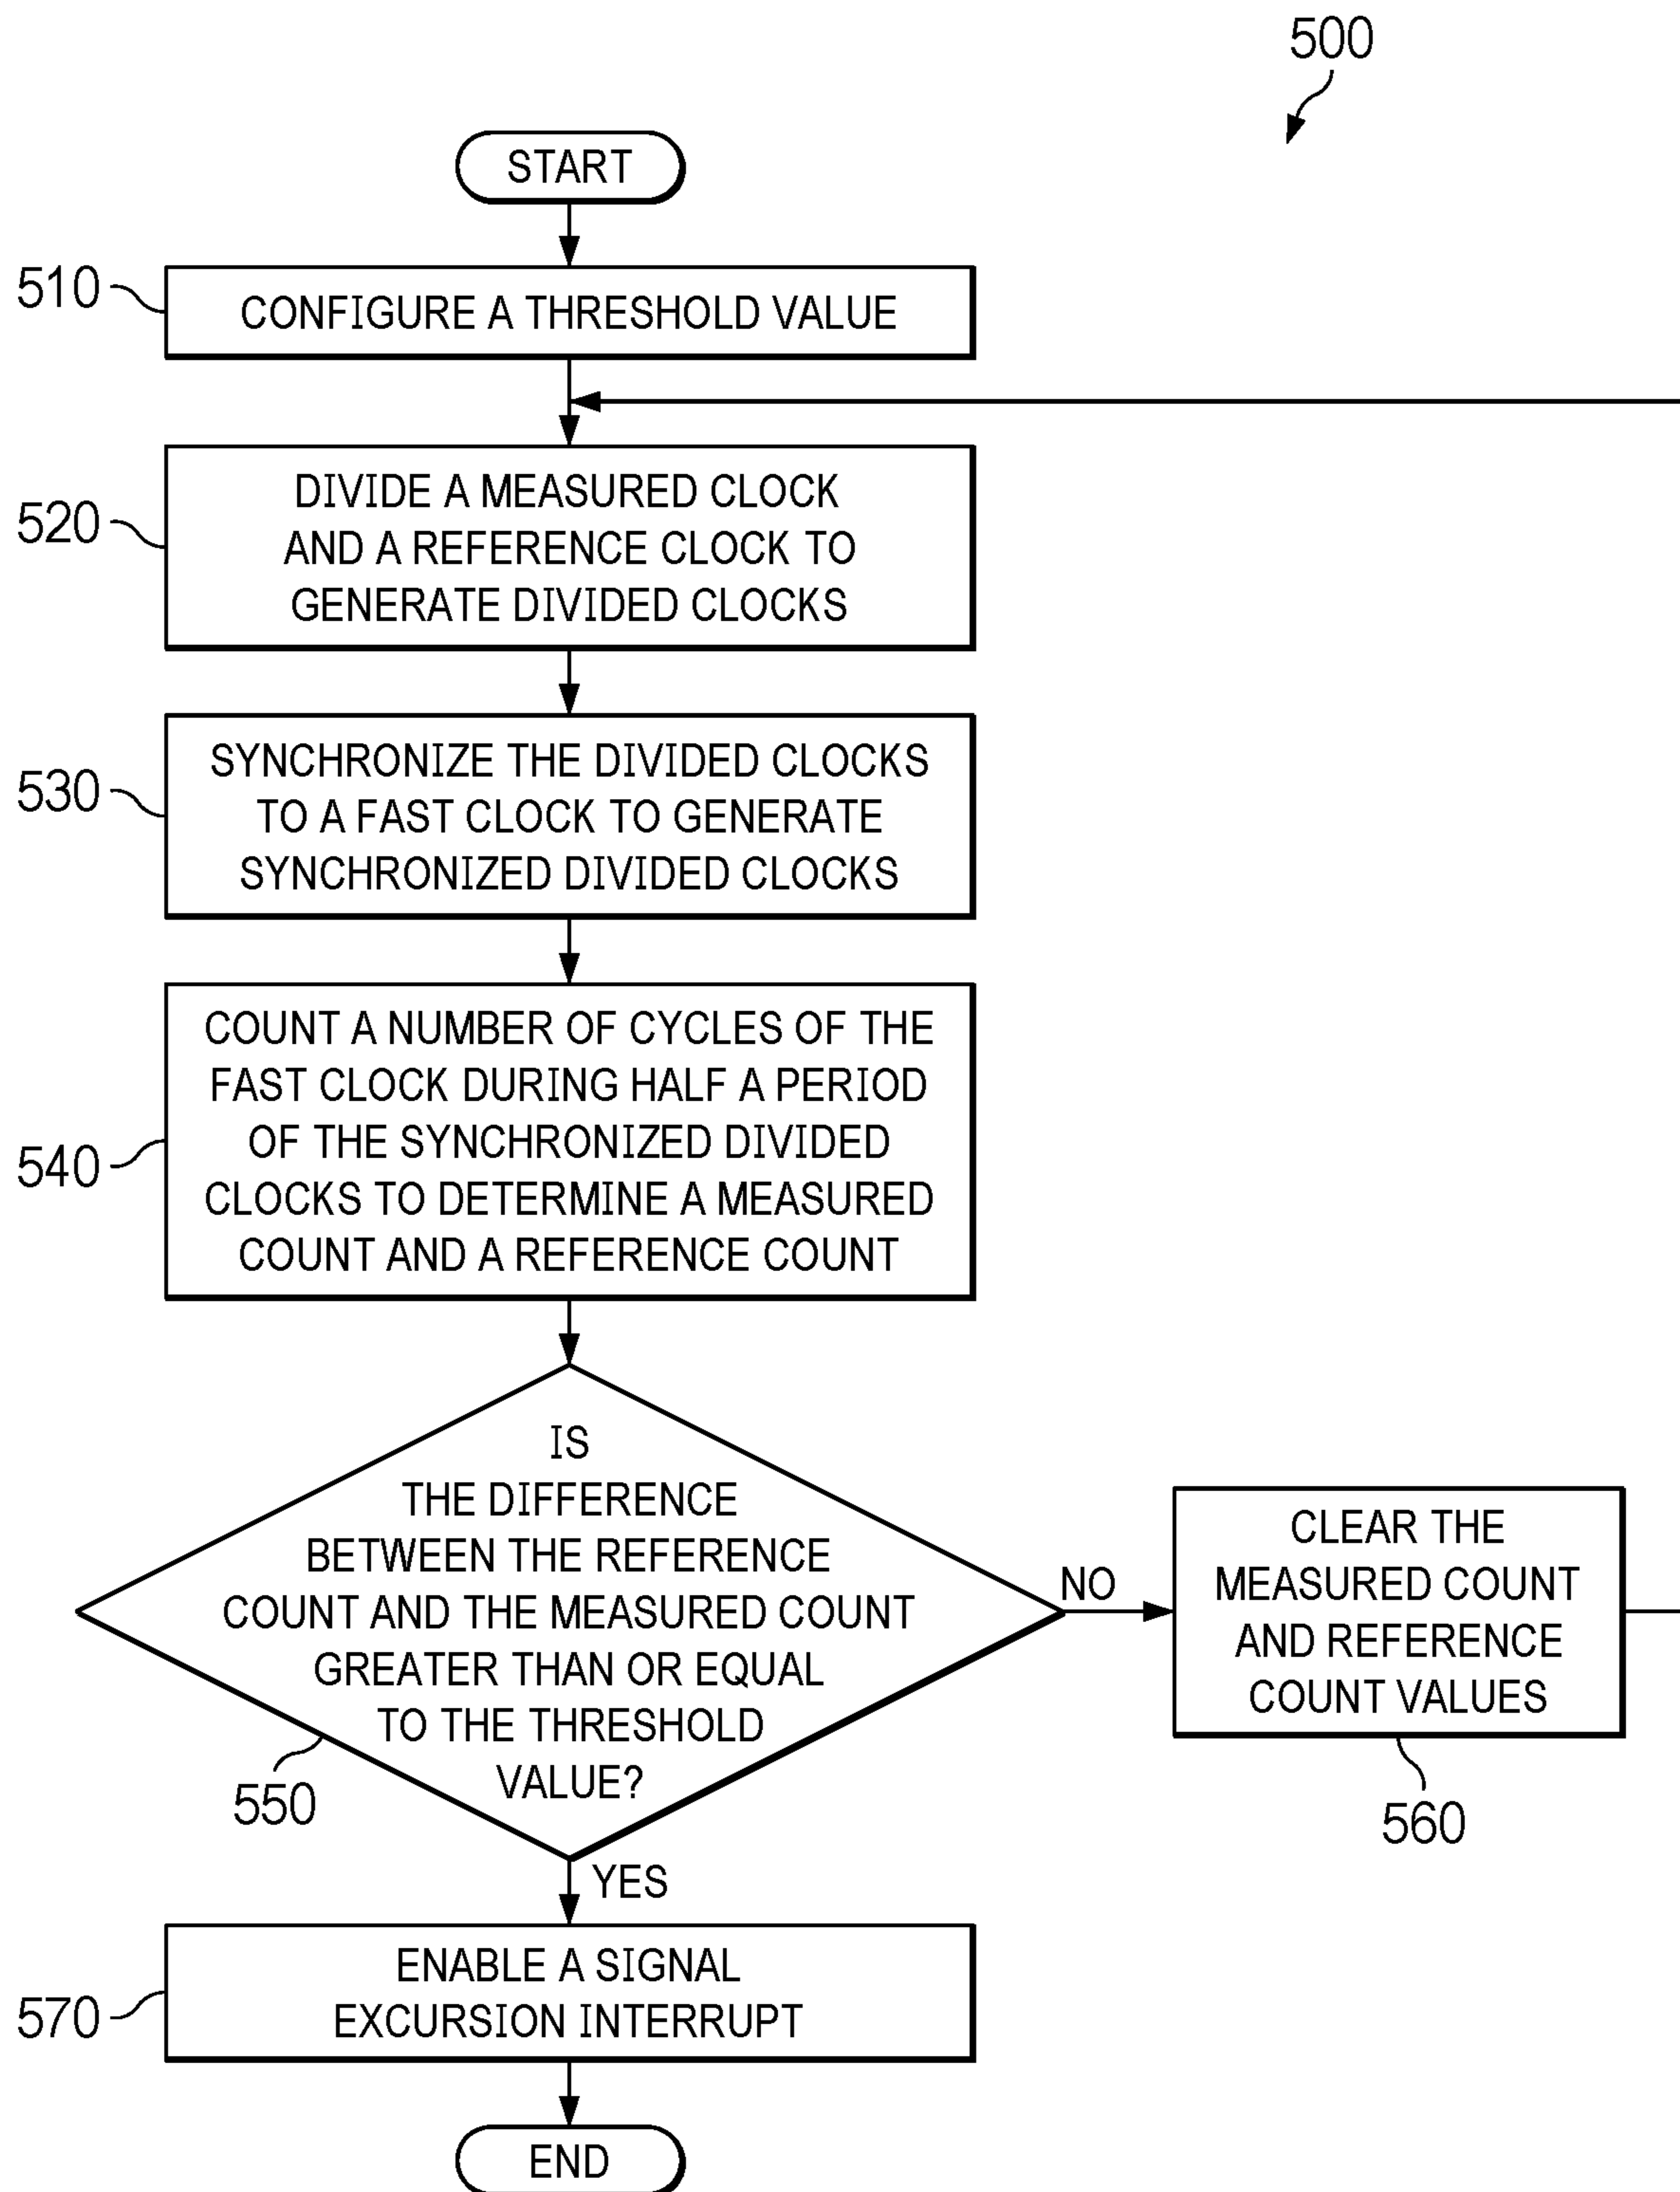 500
START
510
CONFIGURE A THRESHOLD VALUE
520
DIVIDE A MEASURED CLOCK
AND A REFERENCE CLOCK TO
GENERATE DIVIDED CLOCKS
530
SYNCHRONIZE THE DIVIDED CLOCKS
TO A FAST CLOCK TO GENERATE
SYNCHRONIZED DIVIDED CLOCKS
540
COUNT A NUMBER OF CYCLES OF THE
FAST CLOCK DURING HALF A PERIOD
OF THE SYNCHRONIZED DIVIDED
CLOCKS TO DETERMINE A MEASURED
COUNT AND A REFERENCE COUNT
IS
THE DIFFERENCE
BETWEEN THE REFERENCE
COUNT AND THE MEASURED COUNT
GREATER THAN OR EQUAL
TO THE THRESHOLD
VALUE?
550
NO
CLEAR THE
MEASURED COUNT
AND REFERENCE
COUNT VALUES
560
YES
570
ENABLE A SIGNAL
EXCURSION INTERRUPT
END